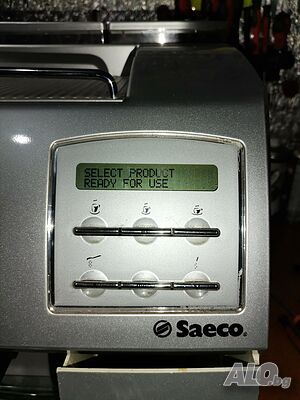 SELECT PRODUCT
READY FOR USE
Saeco
ALO.bg